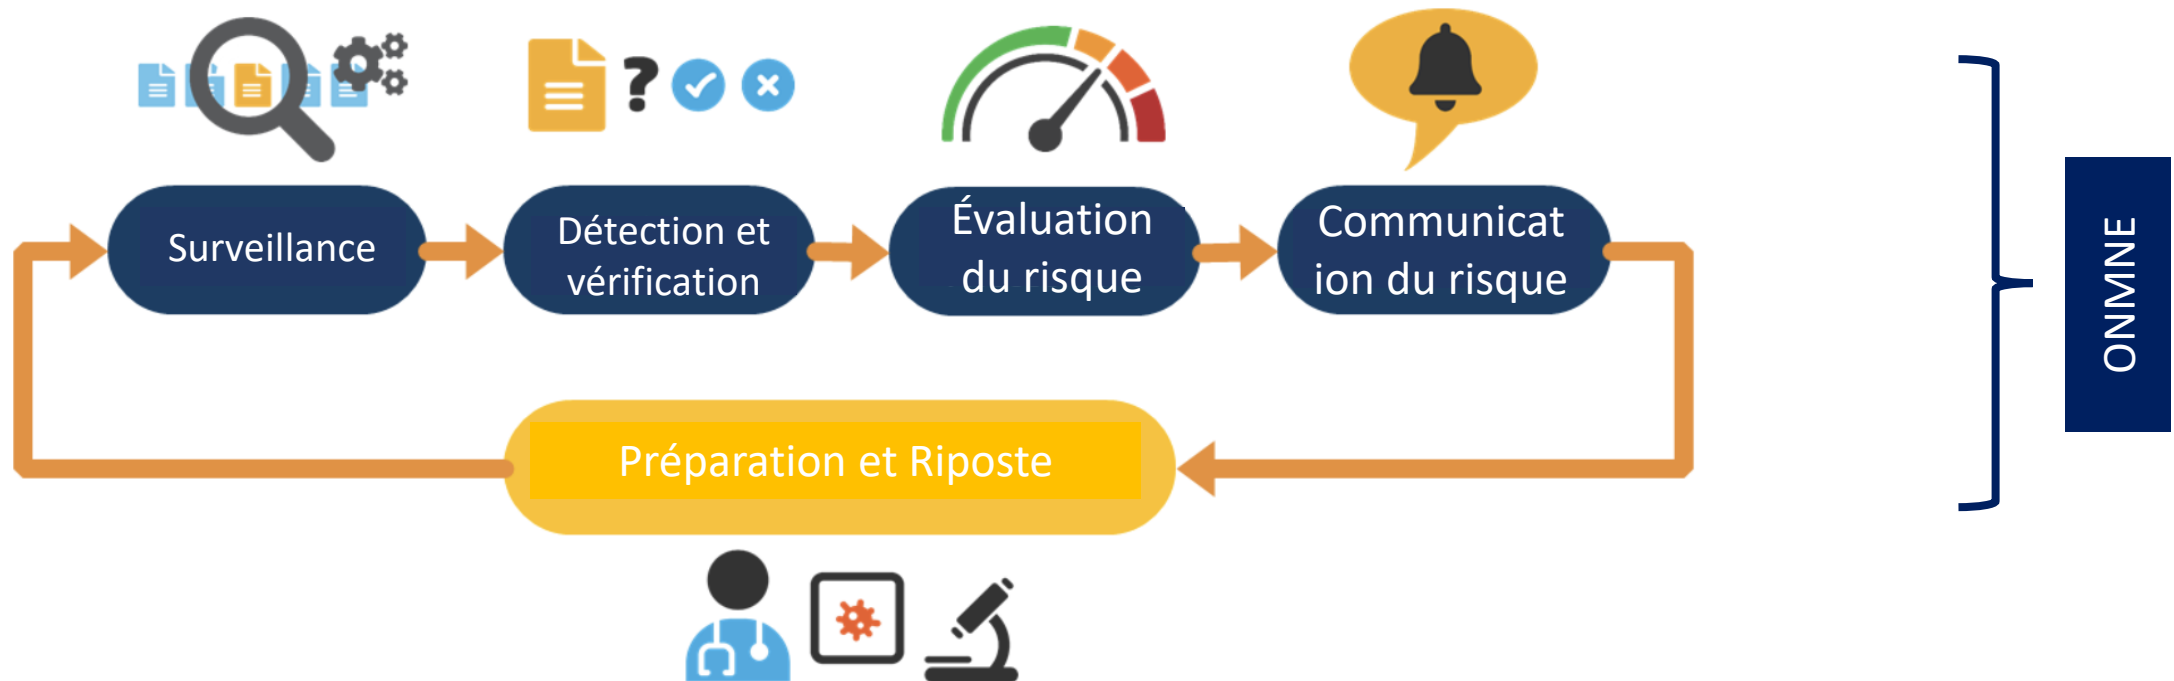 Surveillance
Détection et
vérification
Évaluation
du risque
Communicat
ion du risque
Préparation et Riposte
ONMNE
?